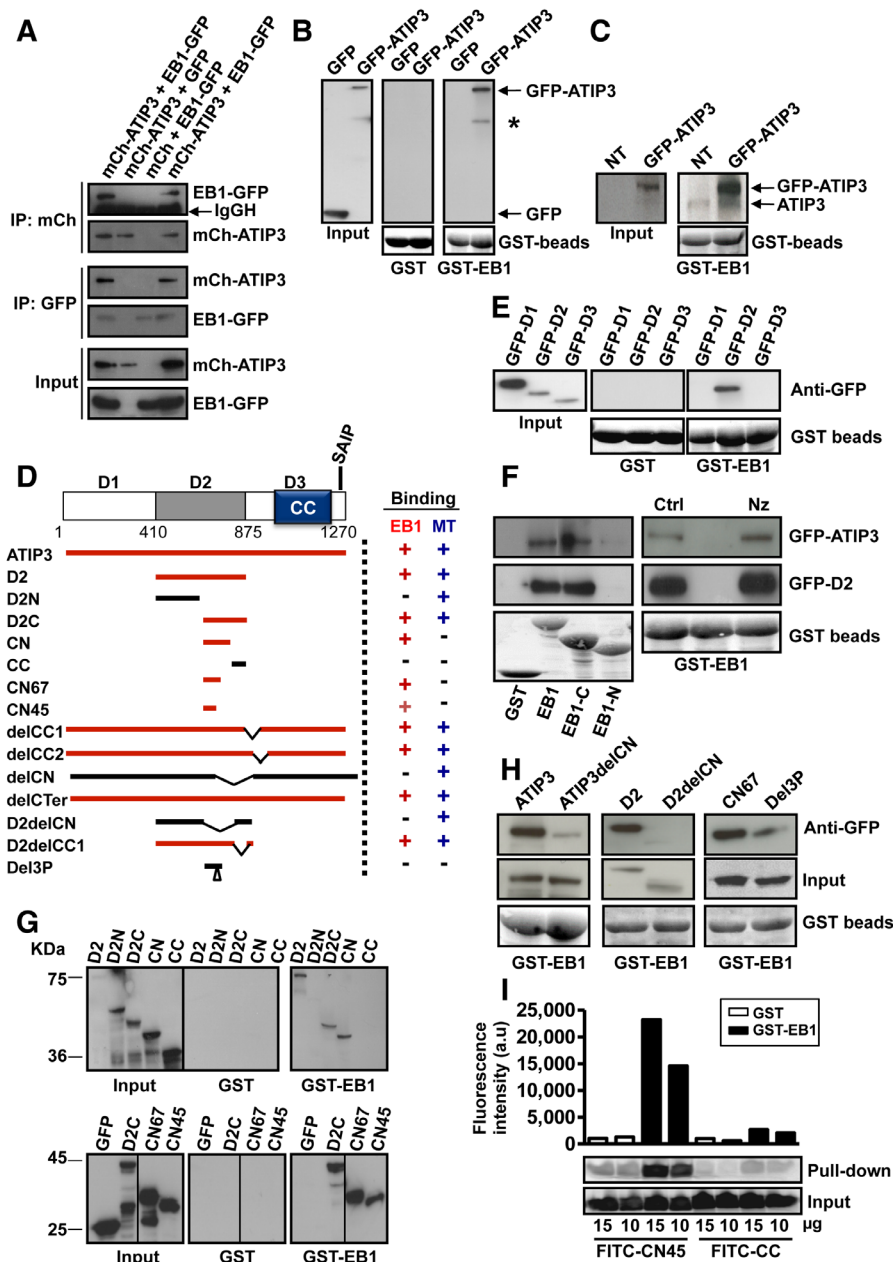 A
mCh-ATIP3 + EB1-GFP
mCh-ATIP3 + GFP
mCh + EB1-GFP
mCh-ATIP3 + EB1-GFP
IP: mCh
EB1-GFP
IgGH
mCh-ATIP3
IP: GFP
mCh-ATIP3
EB1-GFP
Input
mCh-ATIP3
EB1-GFP
B
GFP
GFP-ATIP3
GFP
GFP-ATIP3
GFP
GFP-ATIP3
GFP-ATIP3
*
GFP
Input
GST-beads
GST
GST-EB1
C
NT
GFP-ATIP3
NT
GFP-ATIP3
GFP-ATIP3
ATIP3
Input
GST-beads
GST-EB1
D
SAIP
D1
D2
D3
CC
1
410
875
1270
Binding
EB1 MT
ATIP3 + +
D2 + +
D2N - +
D2C + +
CN + -
CC - -
CN67 + -
CN45 + -
delCC1 + +
delCC2 + +
delCN - +
delCTer + +
D2delCN - +
D2delCC1 + +
Del3P - -
E
GFP-D1
GFP-D2
GFP-D3
GFP-D1
GFP-D2
GFP-D3
GFP-D1
GFP-D2
GFP-D3
Anti-GFP
Input
GST beads
GST
GST-EB1
F
Ctrl
Nz
GFP-ATIP3
GFP-D2
GST beads
GST-EB1
GST
EB1
EB1-C
EB1-N
G
KDa
D2
D2N
D2C
CN
CC
D2
D2N
D2C
CN
CC
D2
D2N
D2C
CN
CC
75
36
Input
GST
GST-EB1
GFP
D2C
CN67
CN45
GFP
D2C
CN67
CN45
GFP
D2C
CN67
CN45
45
25
Input
GST
GST-EB1
H
ATIP3
ATIP3delCN
D2
D2delCN
CN67
Del3P
Anti-GFP
Input
GST beads
GST-EB1
GST-EB1
GST-EB1
I
Fluorescence
intensity (a.u)
25,000
20,000
15,000
10,000
5,000
0
GST
GST-EB1
Pull-down
Input
15 10 15 10 15 10 15 10 µg
FITC-CN45
FITC-CC